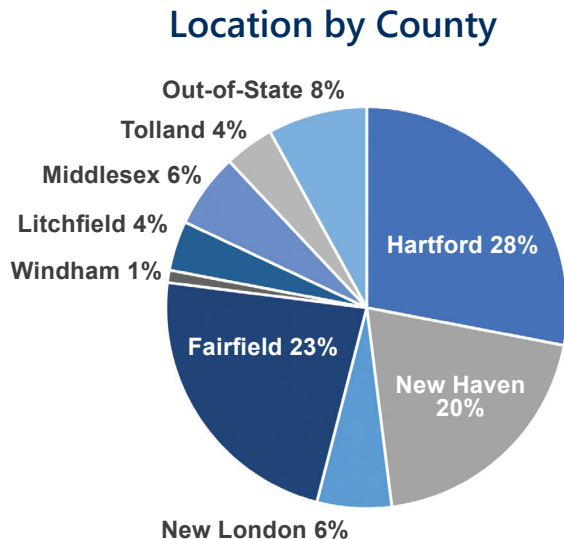 Location by County
Out-of-State 8%
Tolland 4%
Middlesex 6%
Litchfield 4%
Windham 1%
Hartford 28%
Fairfield 23%
New Haven
20%
New London 6%